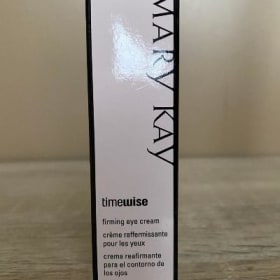 MARY KAY
timewise
firming eye cream
crème raffermissante
pour les yeux
crema reafirmante
para el contorno de
los ojos